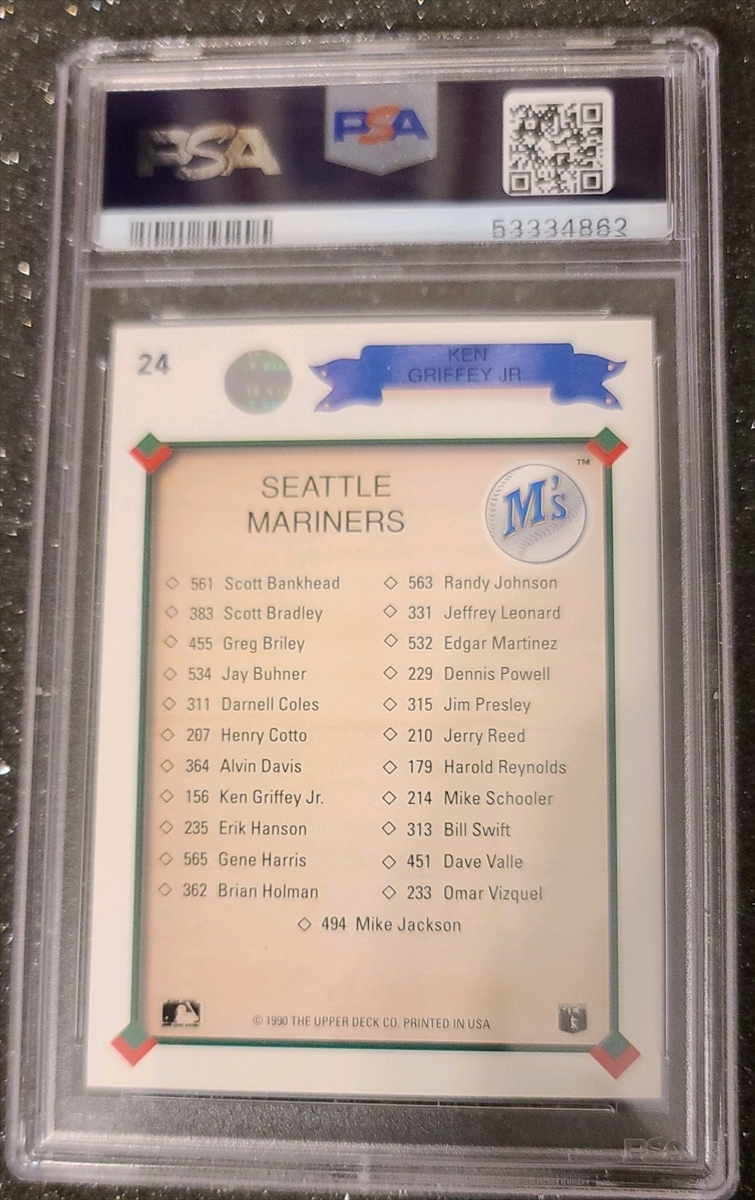 PSA
PSA
53334862
24
KEN
GRIFFEY JR
SEATTLE
MARINERS
™
M's
561 Scott Bankhead
383 Scott Bradley
455 Greg Briley
534 Jay Buhner
311 Darnell Coles
207 Henry Cotto
364 Alvin Davis
156 Ken Griffey Jr.
235 Erik Hanson
565 Gene Harris
362 Brian Holman
563 Randy Johnson
331 Jeffrey Leonard
532 Edgar Martinez
229 Dennis Powell
315 Jim Presley
210 Jerry Reed
179 Harold Reynolds
214 Mike Schooler
313 Bill Swift
451 Dave Valle
233 Omar Vizquel
494 Mike Jackson
© 1990 THE UPPER DECK CO. PRINTED IN USA
PSA